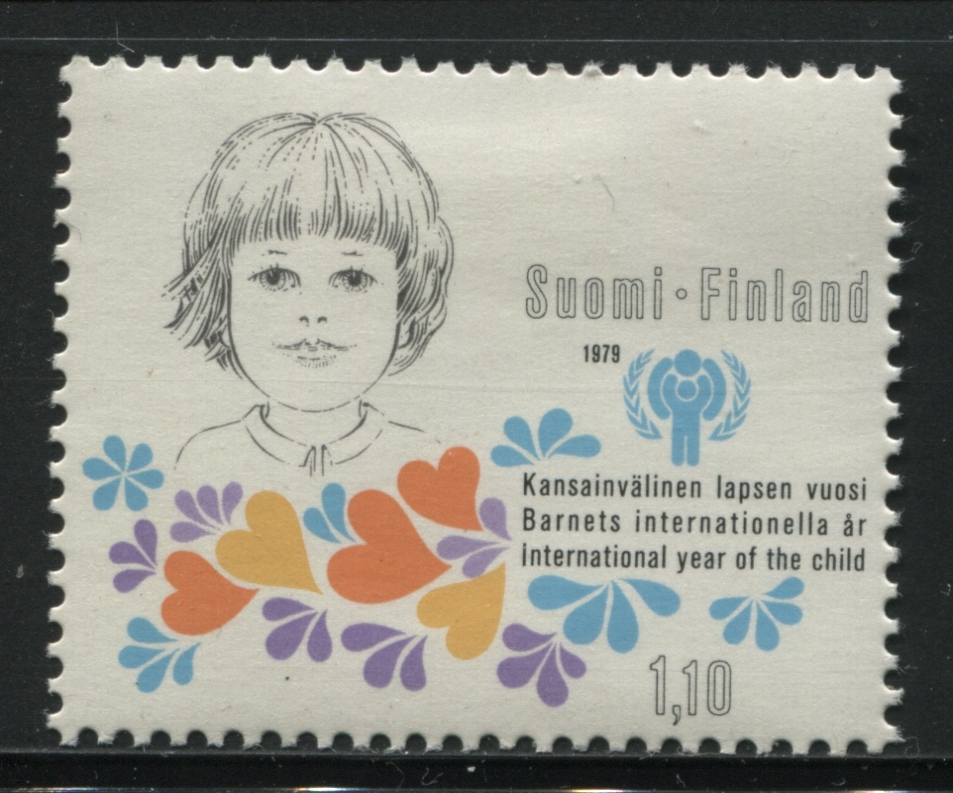 Suomi · Finland
1979
Kansainvälinen lapsen vuosi
Barnets internationella år
international year of the child
1,10